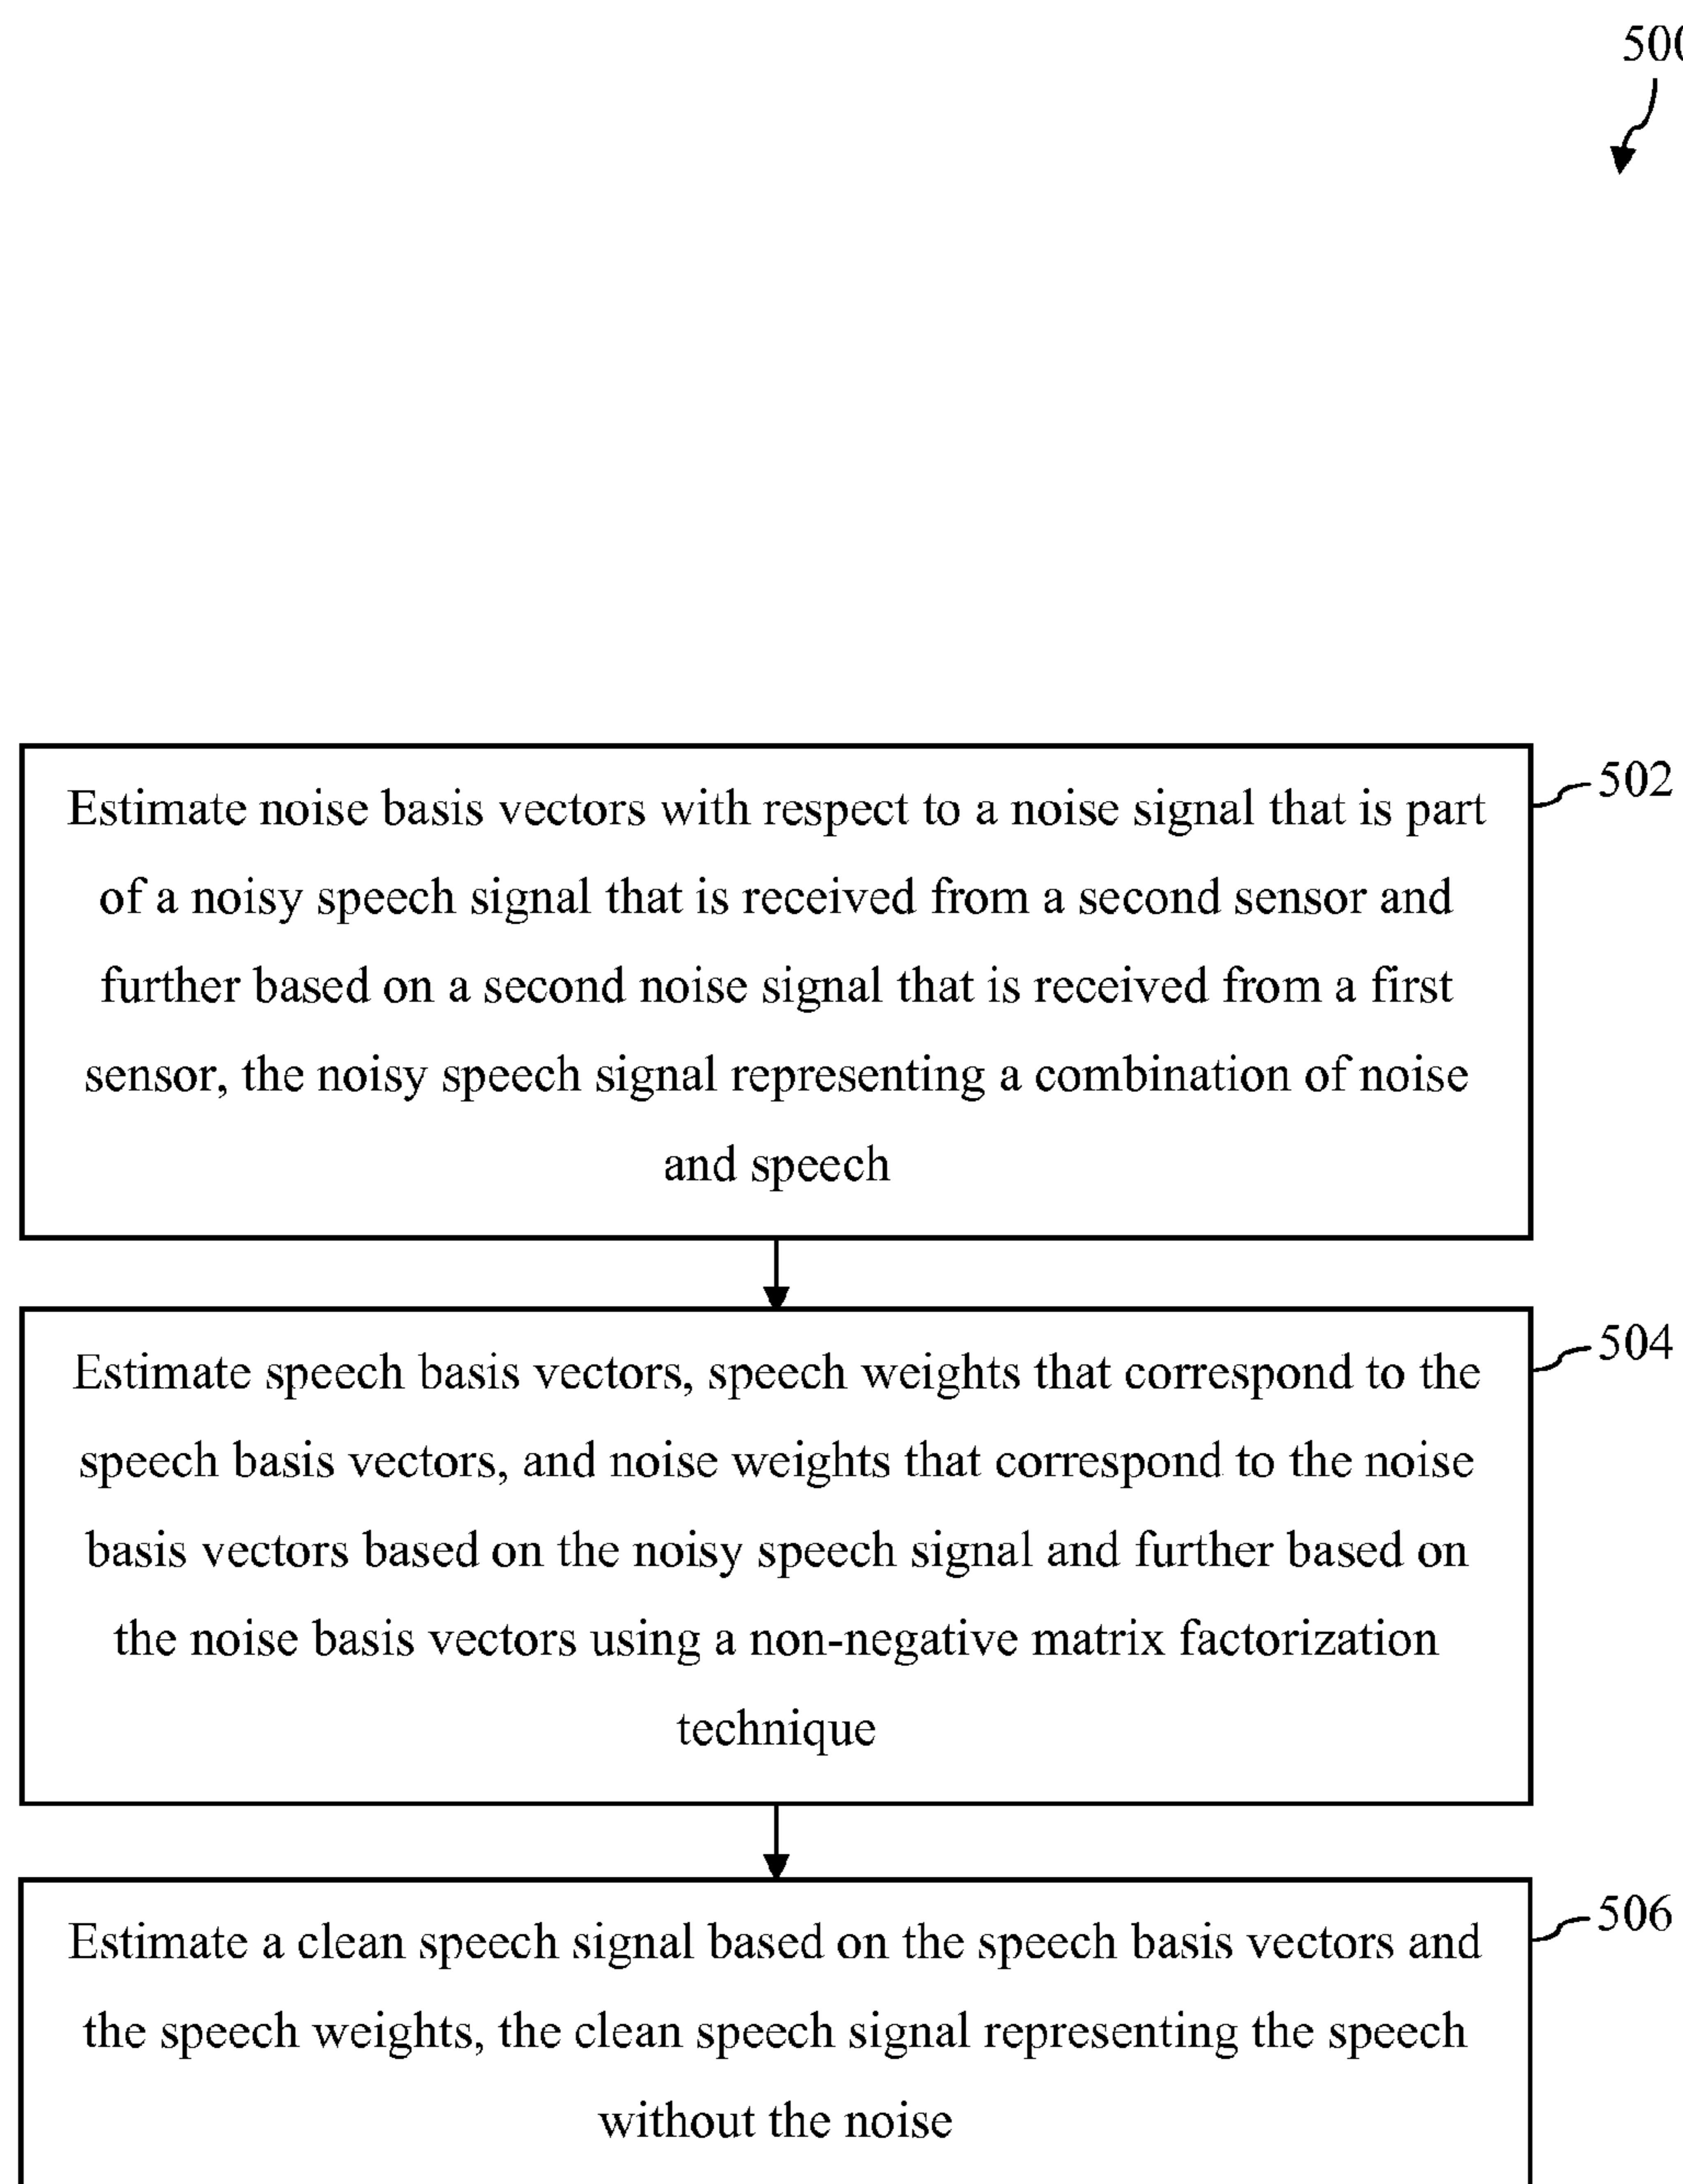 500
502
Estimate noise basis vectors with respect to a noise signal that is part
of a noisy speech signal that is received from a second sensor and
further based on a second noise signal that is received from a first
sensor, the noisy speech signal representing a combination of noise
and speech
504
Estimate speech basis vectors, speech weights that correspond to the
speech basis vectors, and noise weights that correspond to the noise
basis vectors based on the noisy speech signal and further based on
the noise basis vectors using a non-negative matrix factorization
technique
506
Estimate a clean speech signal based on the speech basis vectors and
the speech weights, the clean speech signal representing the speech
without the noise